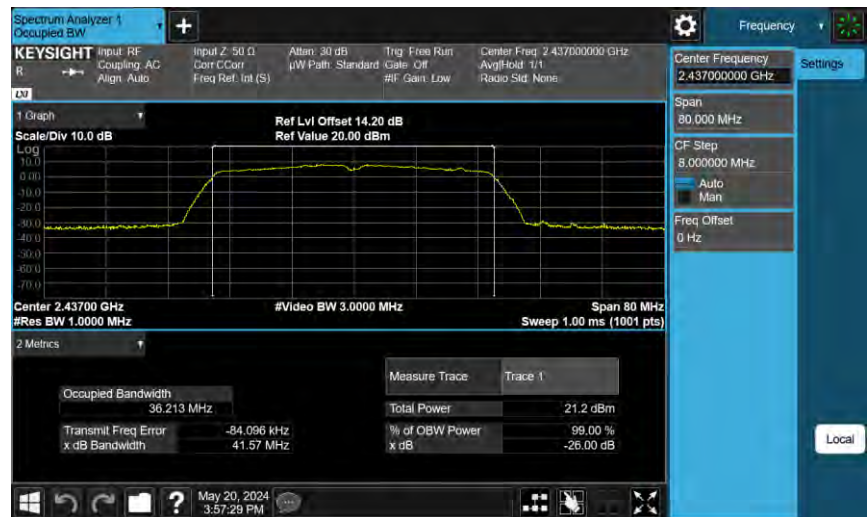 Spectrum Analyzer 1
Occupied BW
Frequency
KEYSIGHT
R
LXI
Input: RF
Coupling: AC
Align: Auto
Input Z: 50 Ω
Corr CCorr
Freq Ref: Int (S)
Atten: 30 dB
µW Path: Standard
Trig: Free Run
Gate: Off
#IF Gain: Low
Center Freq: 2.437000000 GHz
Avg|Hold: 1/1
Radio Std: None
1 Graph
Scale/Div 10.0 dB
Ref Lvl Offset 14.20 dB
Ref Value 20.00 dBm
Log
10.0
0.00
-10.0
-20.0
-30.0
-40.0
-50.0
-60.0
-70.0
Center 2.43700 GHz
#Res BW 1.0000 MHz
#Video BW 3.0000 MHz
Span 80 MHz
Sweep 1.00 ms (1001 pts)
2 Metrics
Measure Trace Trace 1
Occupied Bandwidth
36.213 MHz
Total Power 21.2 dBm
Transmit Freq Error -84.096 kHz
% of OBW Power 99.00 %
x dB Bandwidth 41.57 MHz
x dB -26.00 dB
Center Frequency
2.437000000 GHz
Settings
Span
80.000 MHz
CF Step
8.000000 MHz
Auto
Man
Freq Offset
0 Hz
Local
?
May 20, 2024
3:57:29 PM